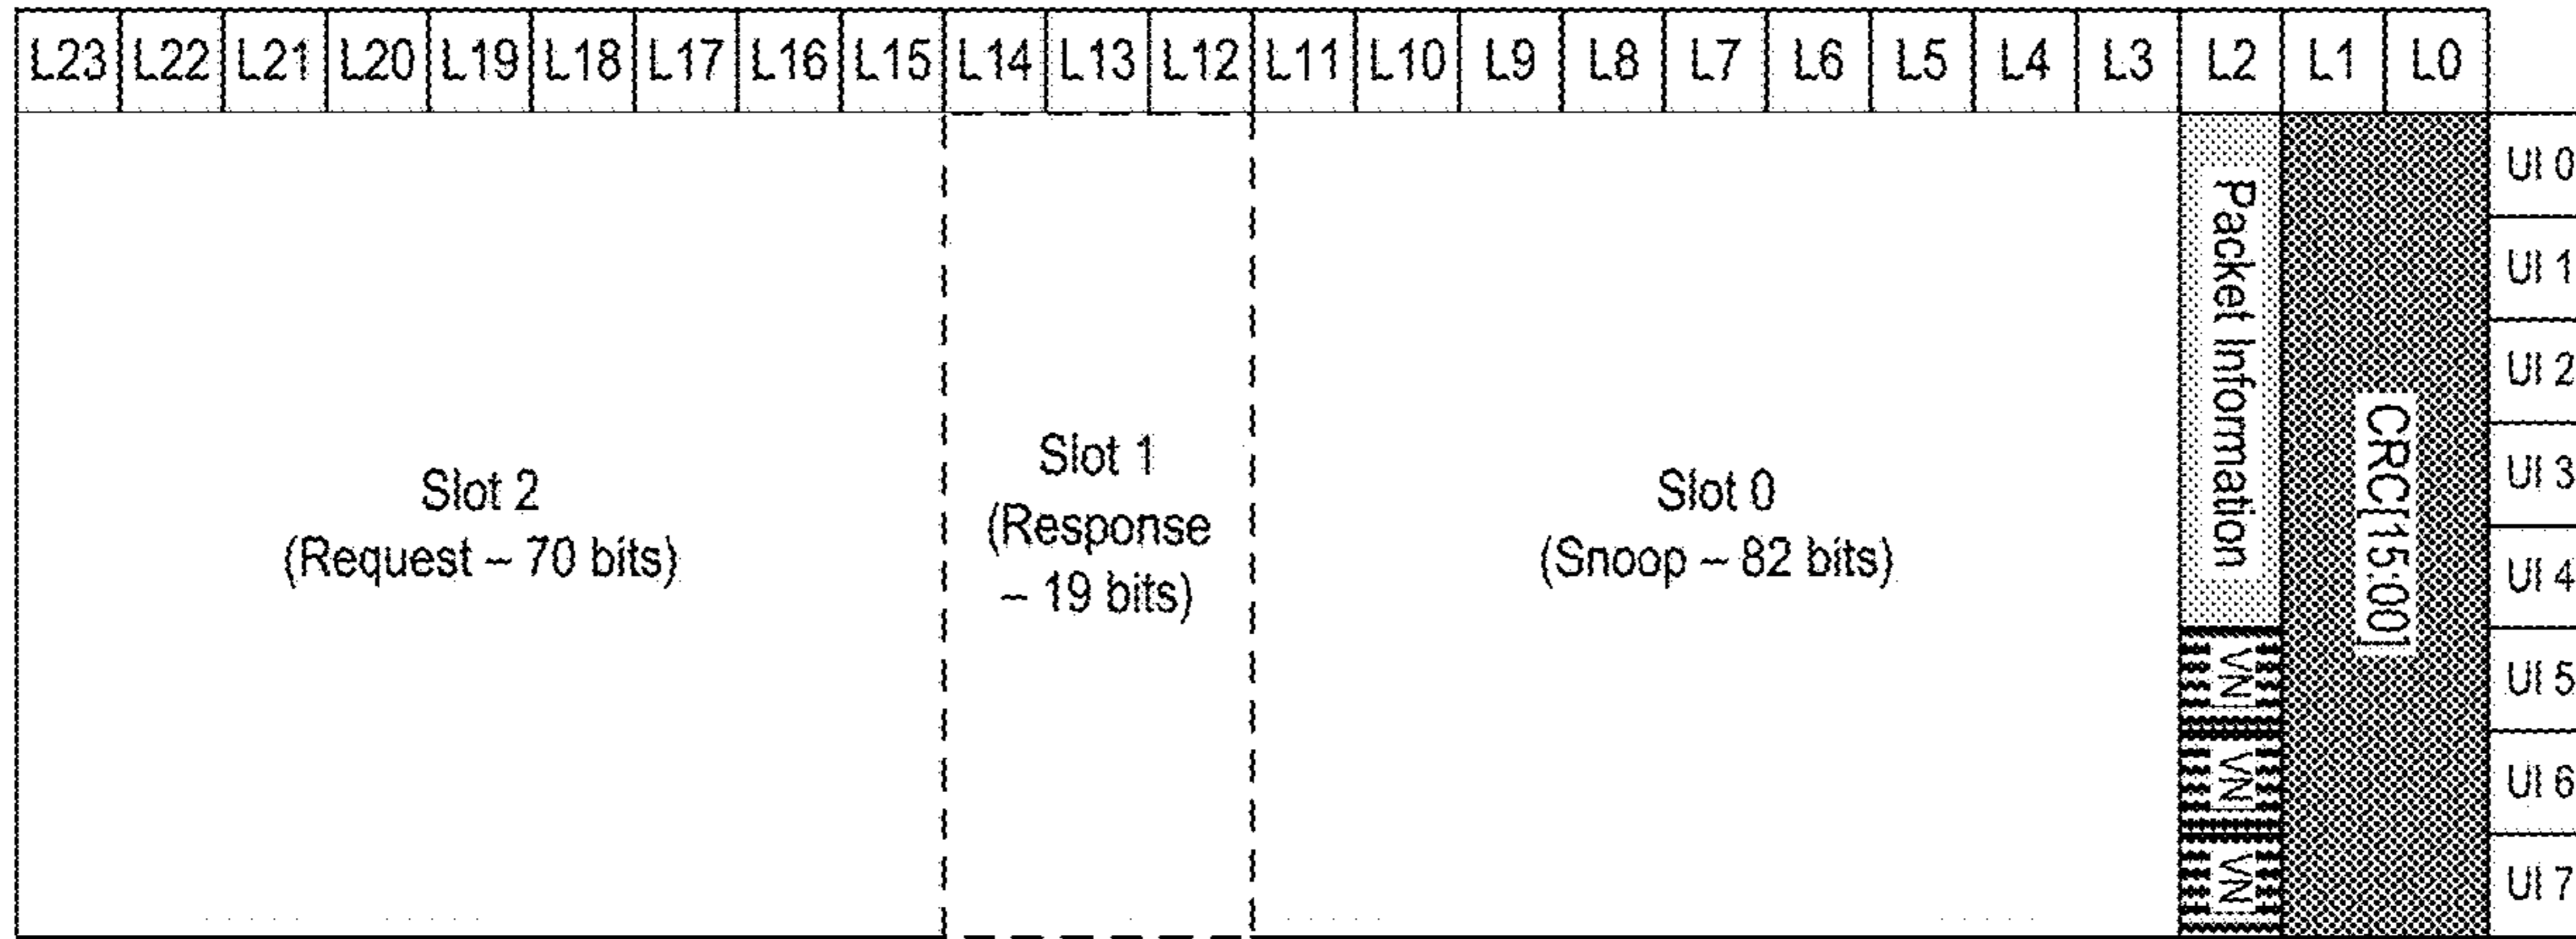 L23 L22 L21 L20 L19 L18 L17 L16 L15 L14 L13 L12 L11 L10 L9 L8 L7 L6 L5 L4 L3 L2 L1 L0
Slot 2
(Request – 70 bits)
Slot 1
(Response
– 19 bits)
Slot 0
(Snoop – 82 bits)
Packet Information
VN
VN
VN
CRC[15:00]
UI 0
UI 1
UI 2
UI 3
UI 4
UI 5
UI 6
UI 7